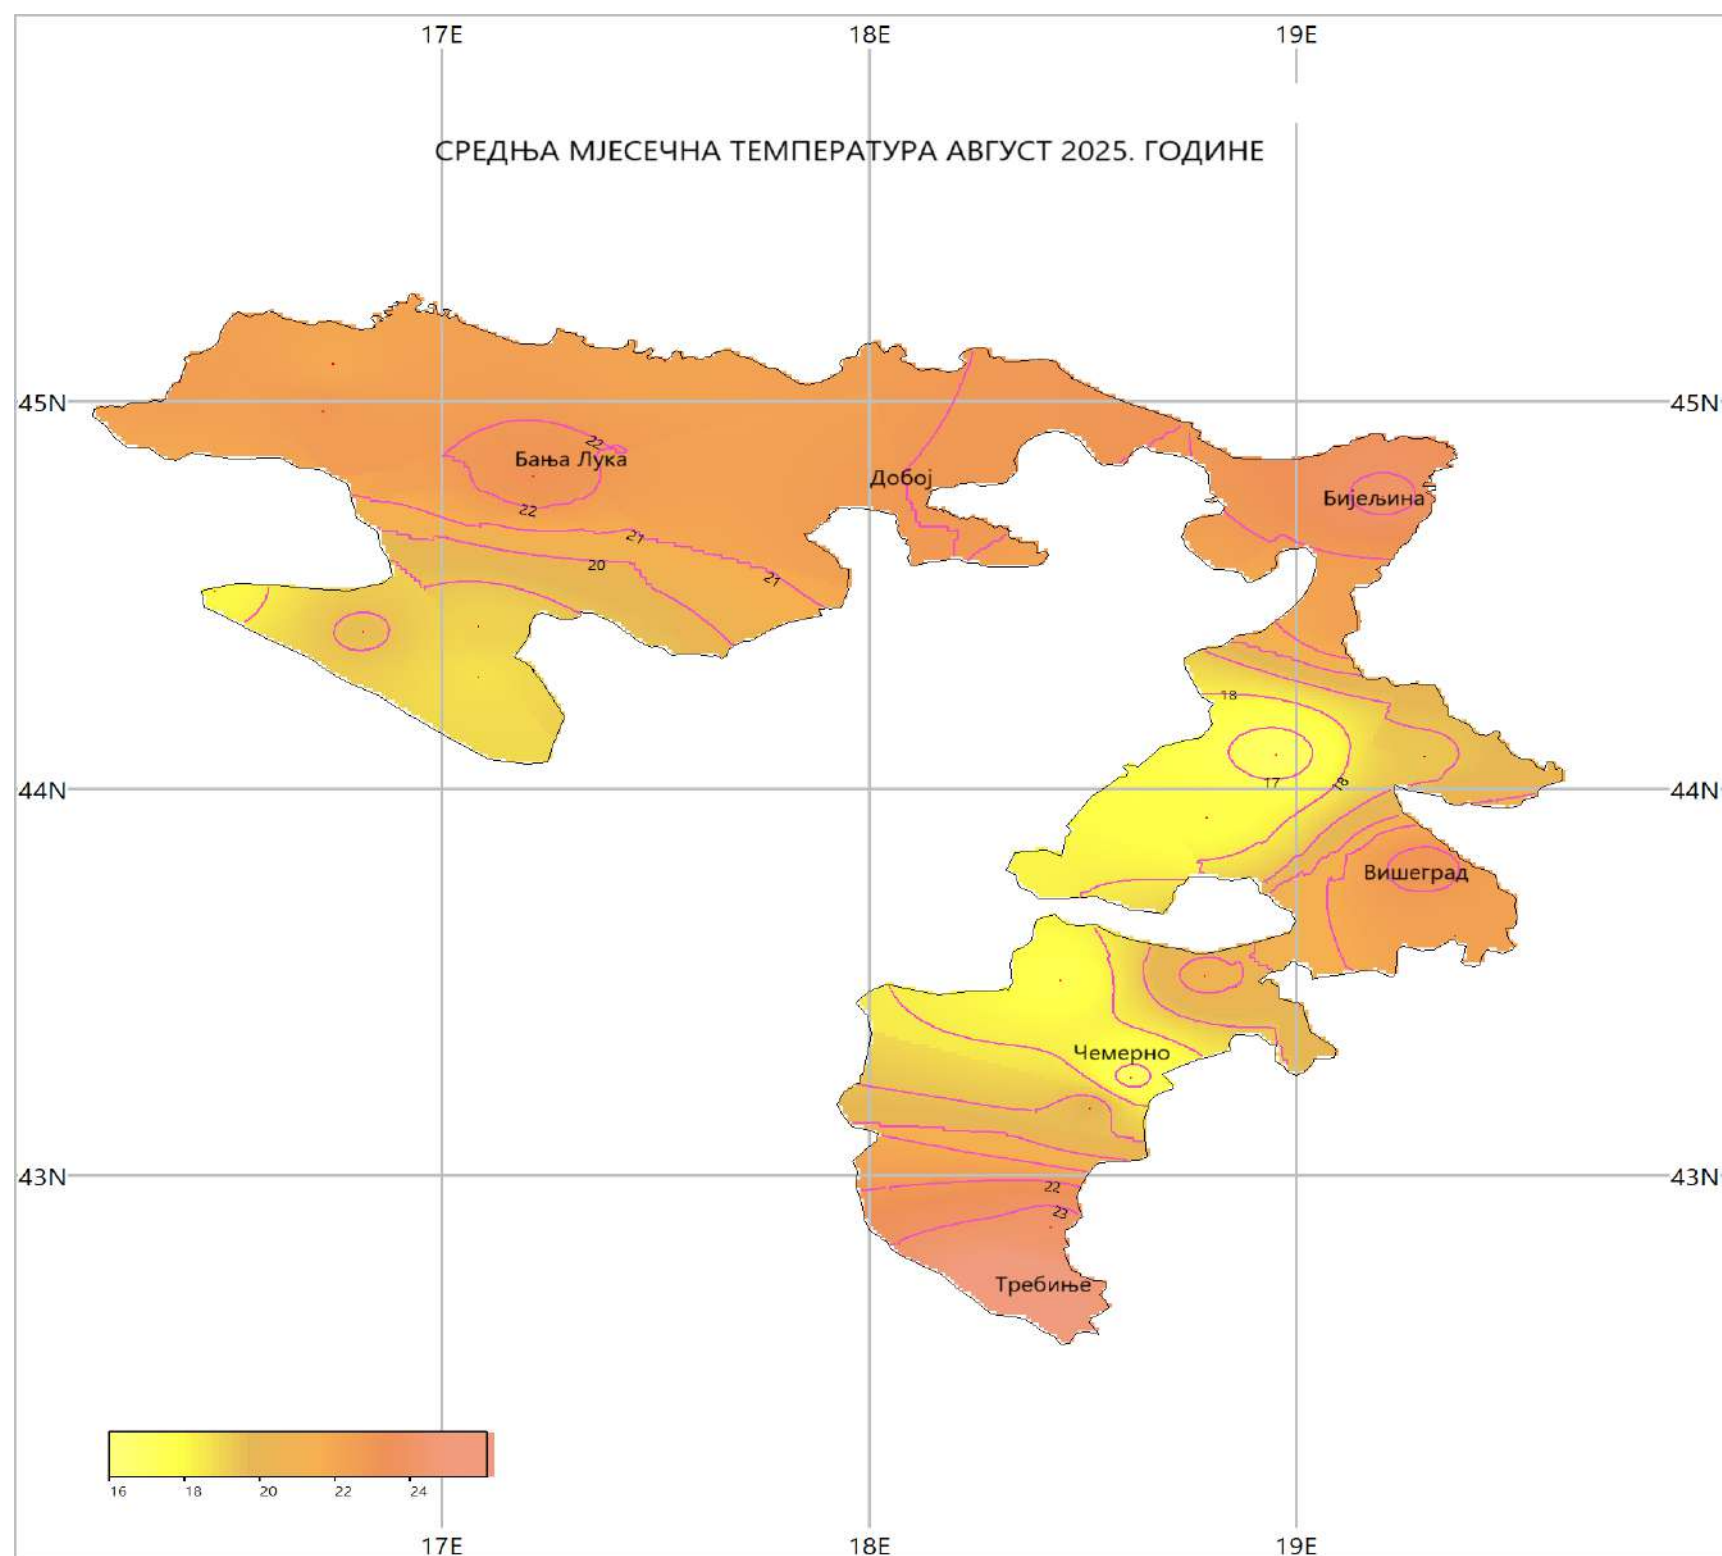 17E 18E 19E
СРЕДЊА МЈЕСЕЧНА ТЕМПЕРАТУРА АВГУСТ 2025. ГОДИНЕ
45N 45N
22
Бања Лука
Добој
Бијељина
22
21
20
21
18
17
18
44N 44N
Вишеград
Чемерно
43N 43N
22
23
Требиње
16 18 20 22 24
17E 18E 19E